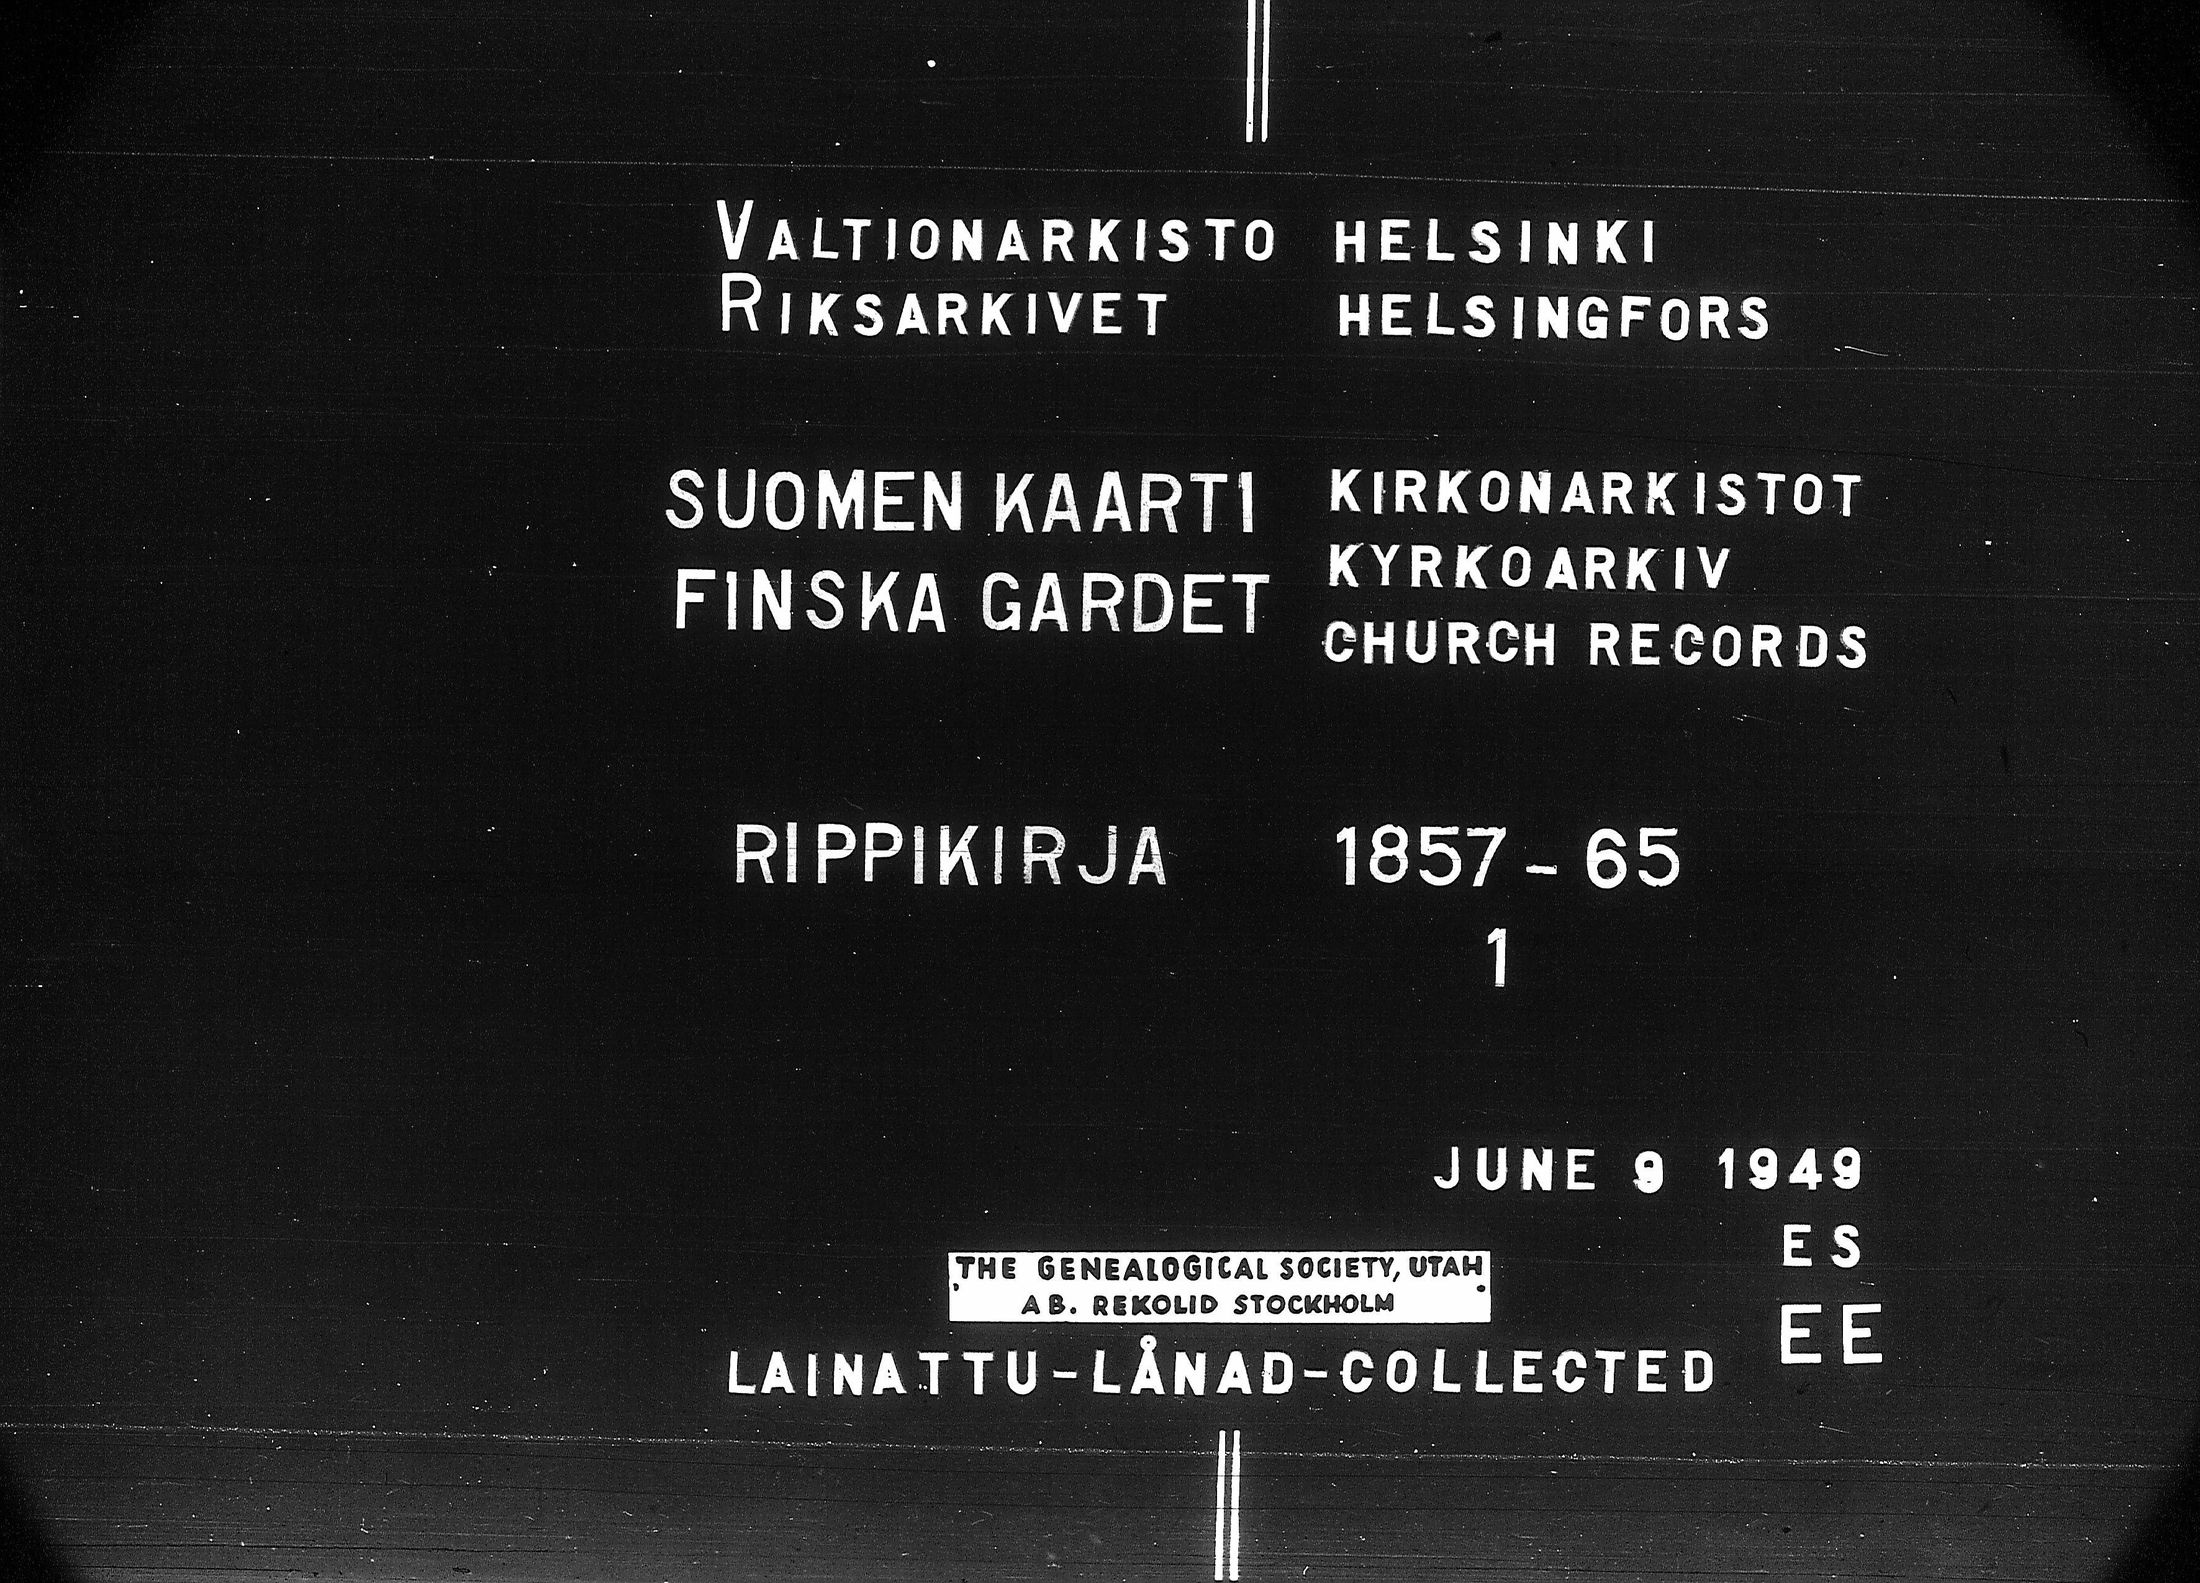 VALTIONARKISTO HELSINKI
RIKSARKIVET HELSINGFORS
SUOMEN KAARTI KIRKONARKISTOT
FINSKA GARDET KYRKOARKIV
CHURCH RECORDS
RIPPIKIRJA 1857-65
1
JUNE 9 1949
ES
THE GENEALOGICAL SOCIETY, UTAH
AB. REKOLID STOCKHOLM
EE
LAINATTU-LÅNAD-COLLECTED